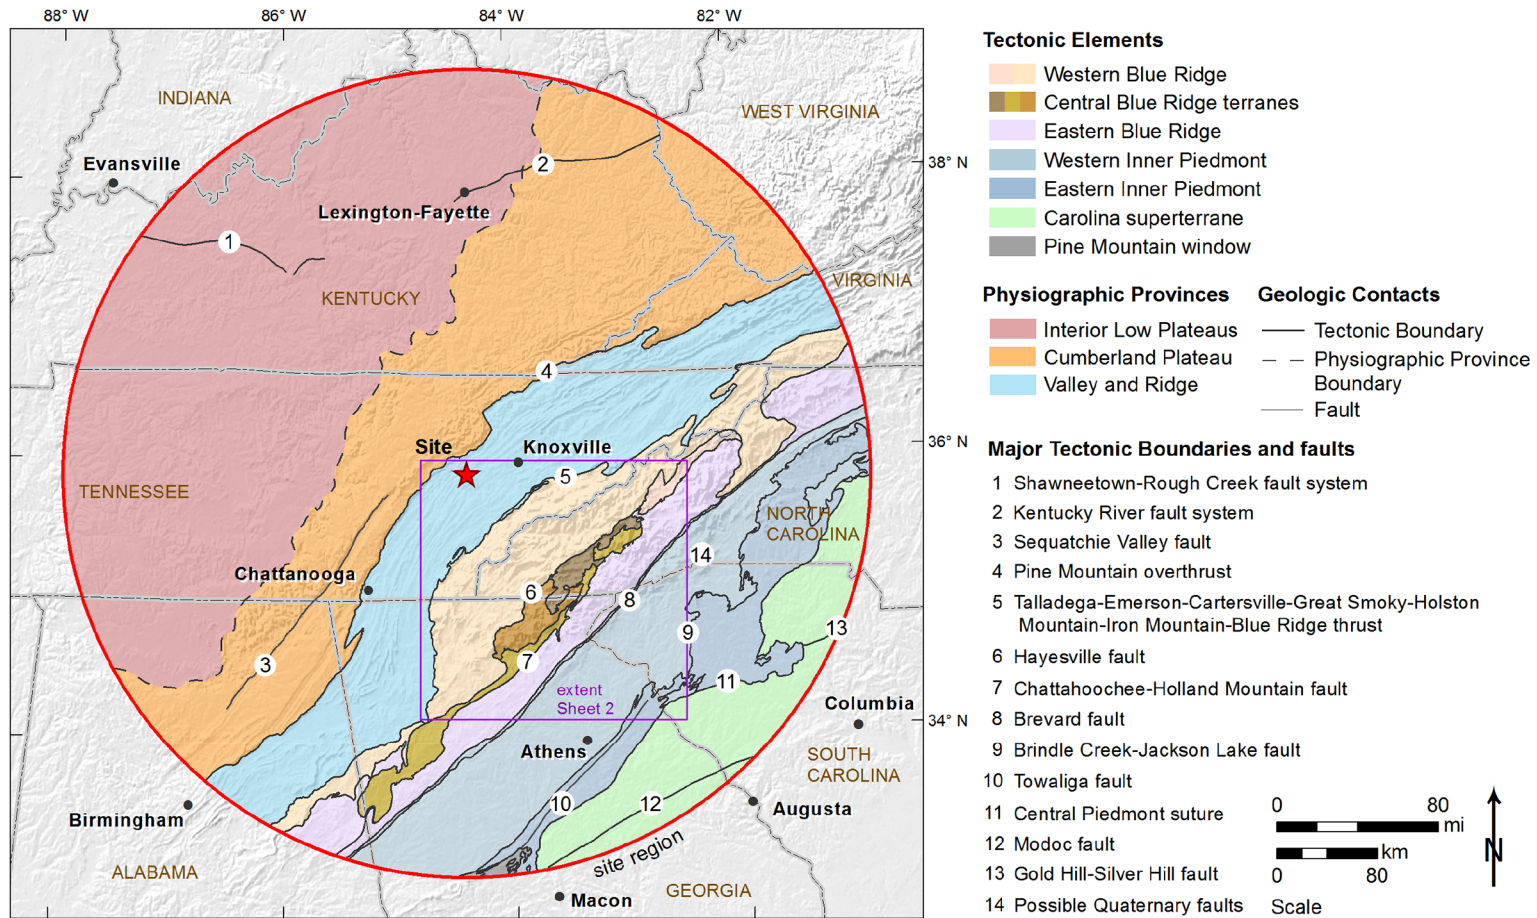 88° W
86° W
84° W
82° W
INDIANA
WEST VIRGINIA
Evansville
2
38° N
Lexington-Fayette
1
VIRGINIA
KENTUCKY
4
36° N
Site
Knoxville
5
TENNESSEE
NORTH
CAROLINA
14
Chattanooga
6
8
9
13
3
7
11
extent
Sheet 2
Columbia
34° N
Athens
SOUTH
CAROLINA
10
12
Augusta
Birmingham
site region
ALABAMA
GEORGIA
Macon
Tectonic Elements
Western Blue Ridge
Central Blue Ridge terranes
Eastern Blue Ridge
Western Inner Piedmont
Eastern Inner Piedmont
Carolina superterrane
Pine Mountain window
Physiographic Provinces
Interior Low Plateaus
Cumberland Plateau
Valley and Ridge
Geologic Contacts
Tectonic Boundary
Physiographic Province
Boundary
Fault
Major Tectonic Boundaries and faults
1 Shawneetown-Rough Creek fault system
2 Kentucky River fault system
3 Sequatchie Valley fault
4 Pine Mountain overthrust
5 Talladega-Emerson-Cartersville-Great Smoky-Holston
Mountain-Iron Mountain-Blue Ridge thrust
6 Hayesville fault
7 Chattahoochee-Holland Mountain fault
8 Brevard fault
9 Brindle Creek-Jackson Lake fault
10 Towaliga fault
11 Central Piedmont suture
12 Modoc fault
13 Gold Hill-Silver Hill fault
14 Possible Quaternary faults
0 80
mi
km
0 80
Scale
N